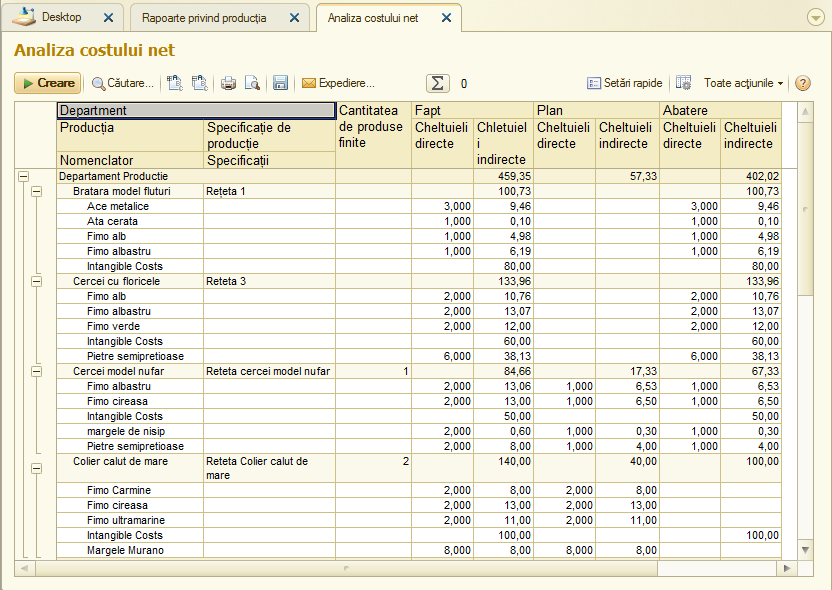 Desktop
Rapoarte privind producția
Analiza costului net
Analiza costului net
Creare
Căutare...
Expediere...
Σ
0
Setări rapide
Toate acțiunile
?
Department Cantitatea de produse finite Fapt Plan Abatere
Producția Specificație de producție Cheltuieli directe Chletuieli indirecte Cheltuieli directe Cheltuieli indirecte Cheltuieli directe Cheltuieli indirecte
Nomenclator Specificații
Departament Productie 459,35 57,33 402,02
Bratara model fluturi Rețeta 1 100,73 100,73
Ace metalice 3,000 9,46 3,000 9,46
Ata cerata 1,000 0,10 1,000 0,10
Fimo alb 1,000 4,98 1,000 4,98
Fimo albastru 1,000 6,19 1,000 6,19
Intangible Costs 80,00 80,00
Cercei cu floricele Reteta 3 133,96 133,96
Fimo alb 2,000 10,76 2,000 10,76
Fimo albastru 2,000 13,07 2,000 13,07
Fimo verde 2,000 12,00 2,000 12,00
Intangible Costs 60,00 60,00
Pietre semipretioase 6,000 38,13 6,000 38,13
Cercei model nufar Reteta cercei model nufar 1 84,66 17,33 67,33
Fimo albastru 2,000 13,06 1,000 6,53 1,000 6,53
Fimo cireasa 2,000 13,00 1,000 6,50 1,000 6,50
Intangible Costs 50,00 50,00
margele de nisip 2,000 0,60 1,000 0,30 1,000 0,30
Pietre semipretioase 2,000 8,00 1,000 4,00 1,000 4,00
Colier calut de mare Reteta Colier calut de mare 2 140,00 40,00 100,00
Fimo Carmine 2,000 8,00 2,000 8,00
Fimo cireasa 2,000 13,00 2,000 13,00
Fimo ultramarine 2,000 11,00 2,000 11,00
Intangible Costs 100,00 100,00
Margele Murano 8,000 8,00 8,000 8,00